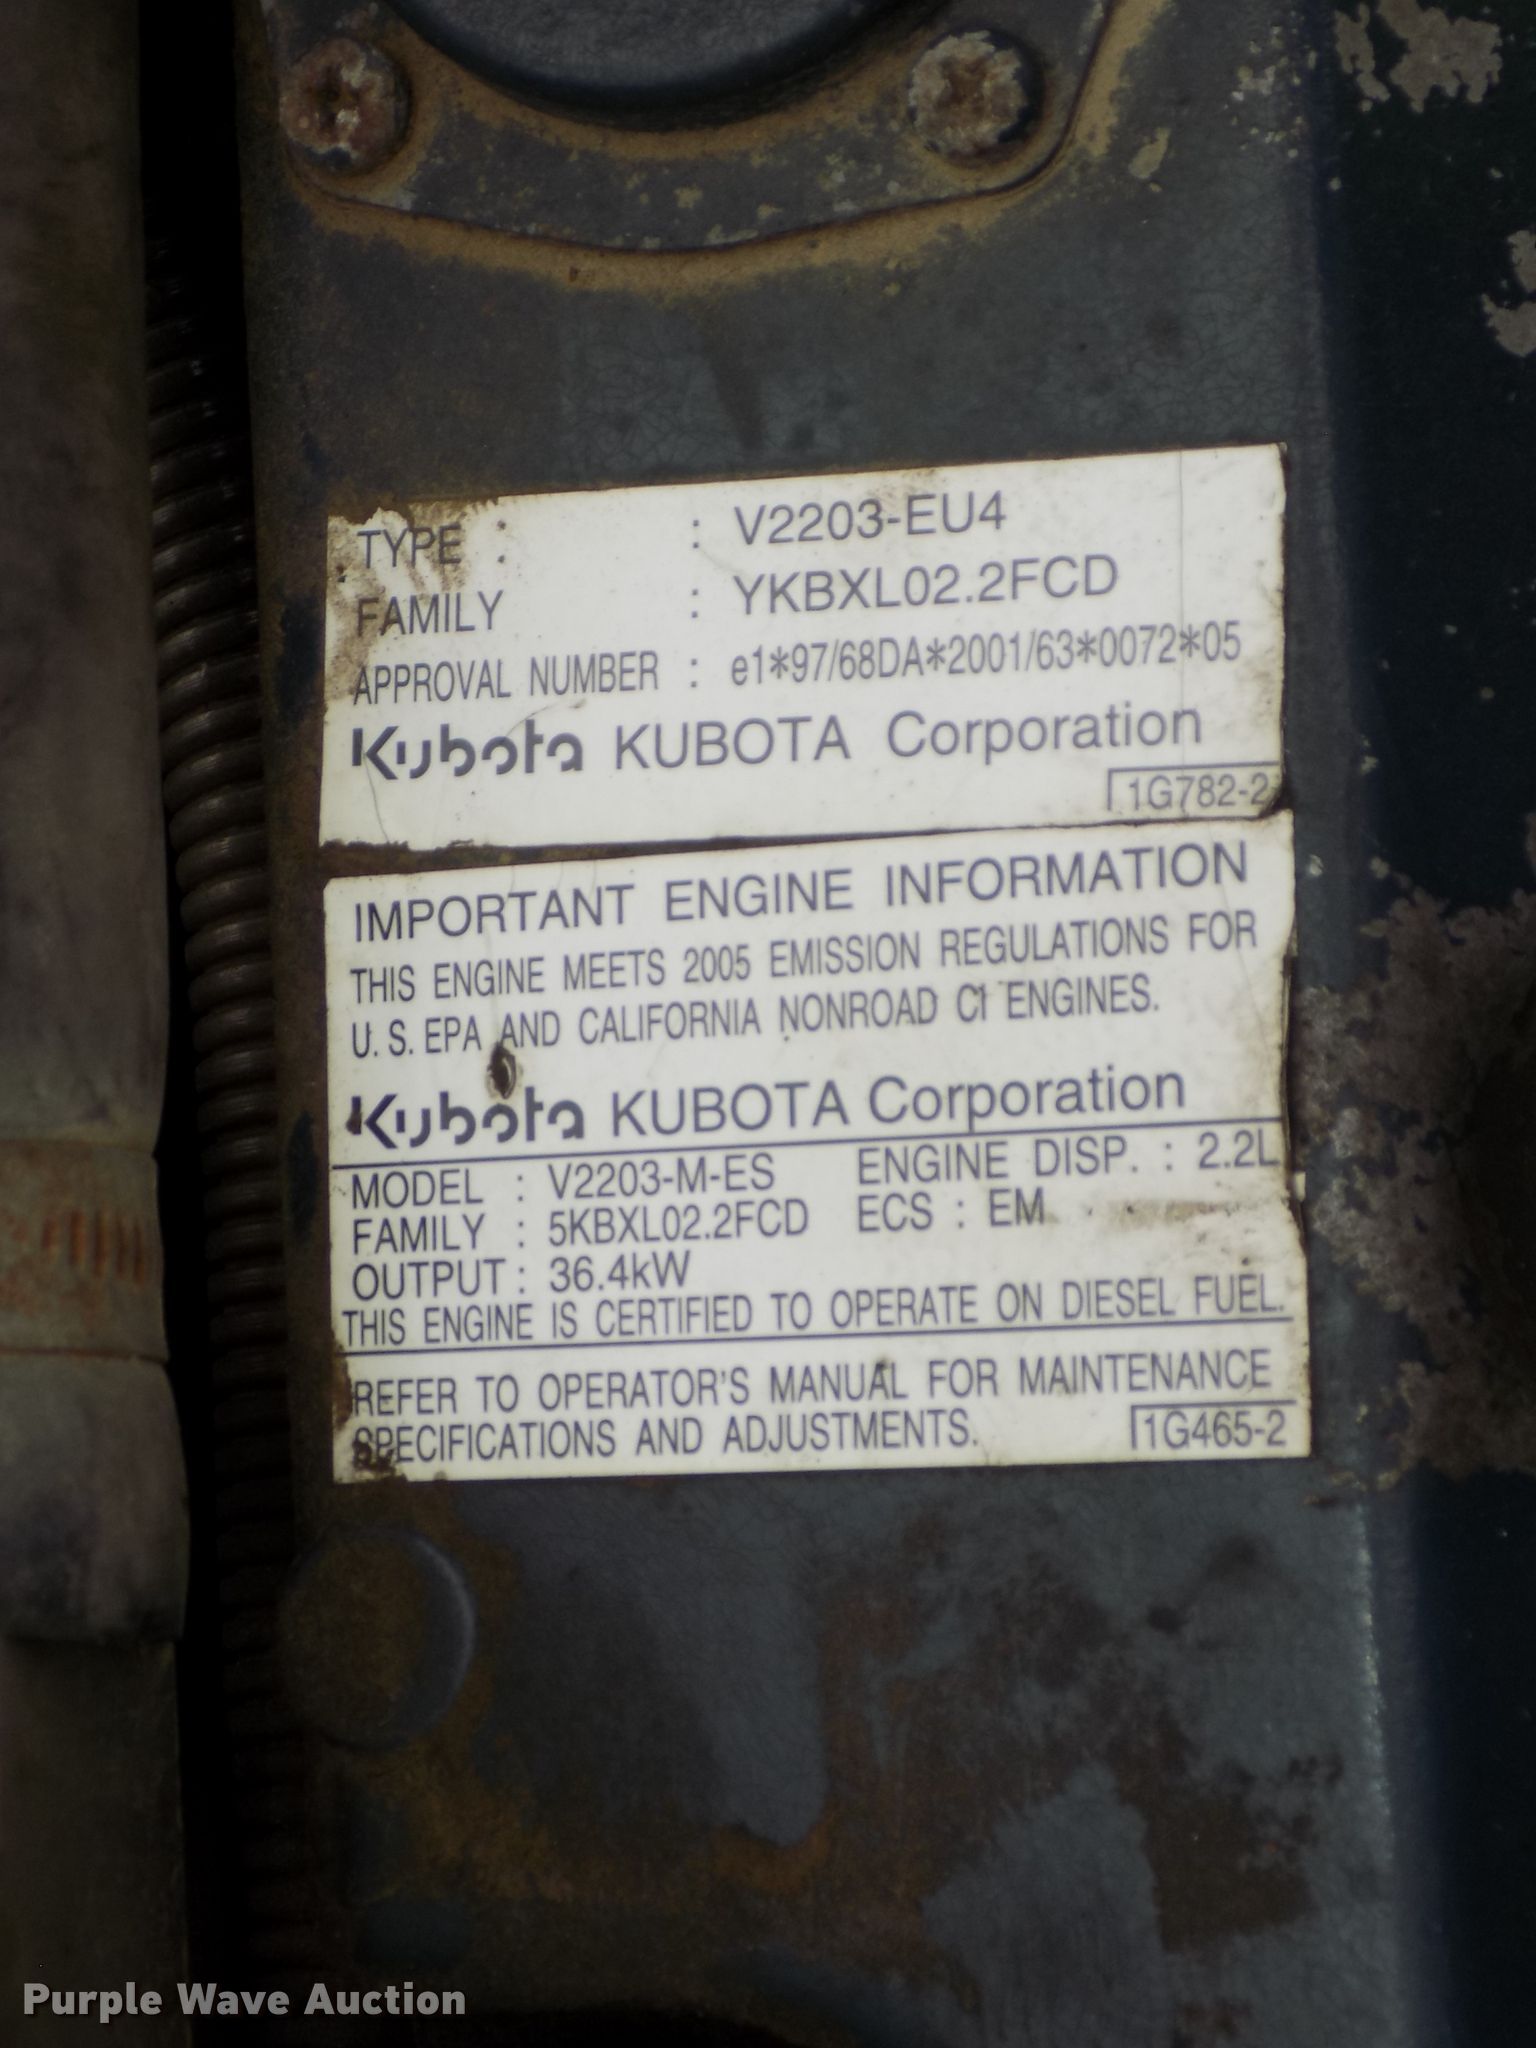 TYPE : : V2203-EU4
FAMILY : YKBXL02.2FCD
APPROVAL NUMBER : e1*97/68DA*2001/63*0072*05
Kubota KUBOTA Corporation
1G782-2
IMPORTANT ENGINE INFORMATION
THIS ENGINE MEETS 2005 EMISSION REGULATIONS FOR
U.S. EPA AND CALIFORNIA NONROAD CI ENGINES.
Kubota KUBOTA Corporation
MODEL : V2203-M-ES ENGINE DISP. : 2.2L
FAMILY : 5KBXL02.2FCD ECS : EM
OUTPUT : 36.4kW
THIS ENGINE IS CERTIFIED TO OPERATE ON DIESEL FUEL.
REFER TO OPERATOR'S MANUAL FOR MAINTENANCE
SPECIFICATIONS AND ADJUSTMENTS.
1G465-2
Purple Wave Auction